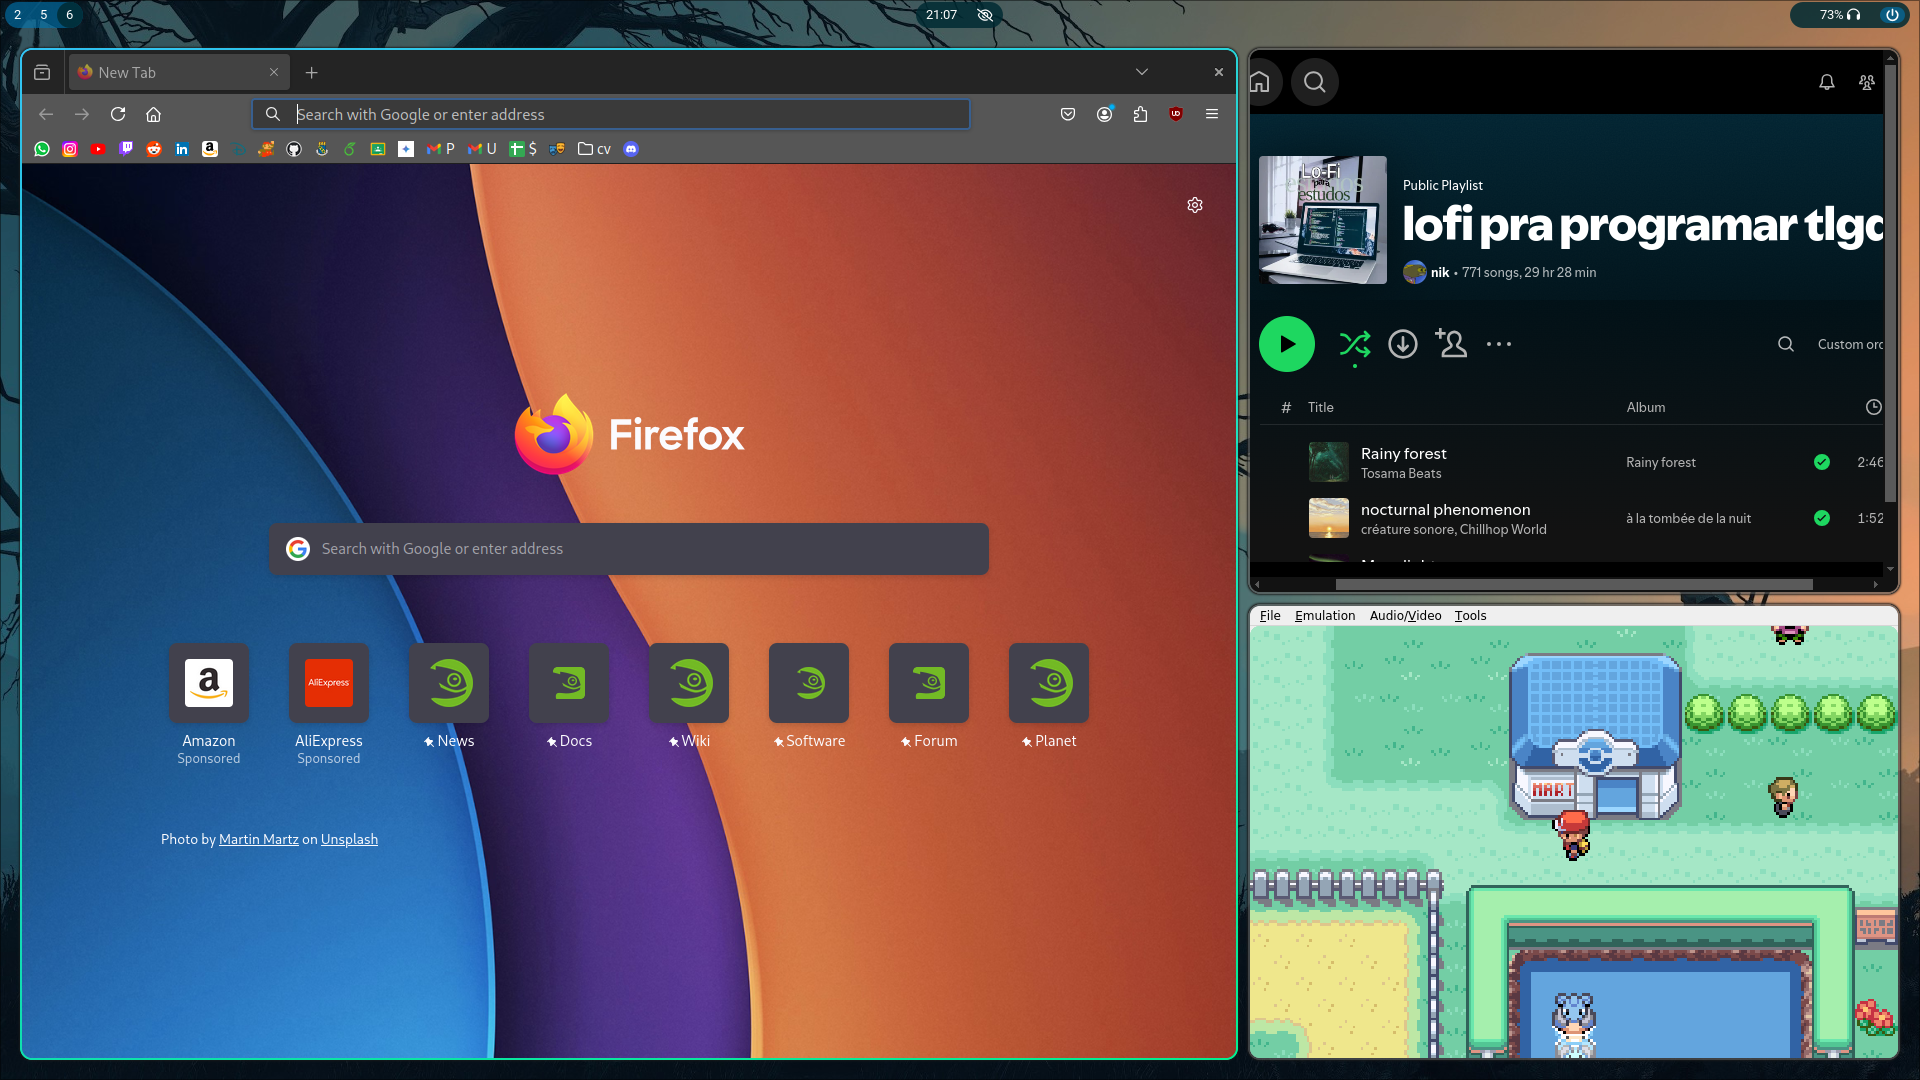 2 5 6
21:07
73%
New Tab
Search with Google or enter address
P
U
$
cv
Firefox
Search with Google or enter address
Amazon
Sponsored
AliExpress
AliExpress
Sponsored
News
Docs
Wiki
Software
Forum
Planet
Photo by Martin Martz on Unsplash
Lo-Fi
para
estudos
Public Playlist
lofi pra programar tlgd
nik • 771 songs, 29 hr 28 min
Custom ord
# Title Album
Rainy forest
Tosama Beats
Rainy forest
2:46
nocturnal phenomenon
créature sonore, Chillhop World
à la tombée de la nuit
1:52
File Emulation Audio/Video Tools
MART